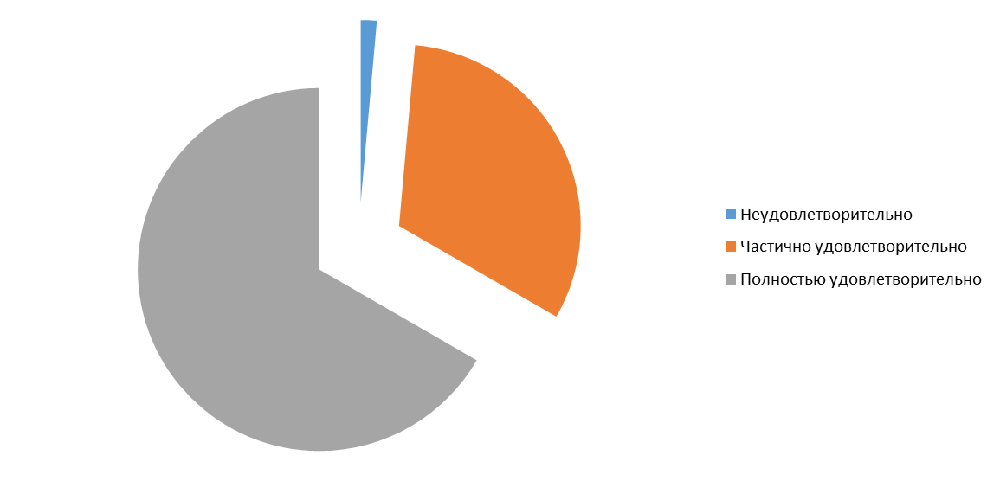 Неудовлетворительно
Частично удовлетворительно
Полностью удовлетворительно